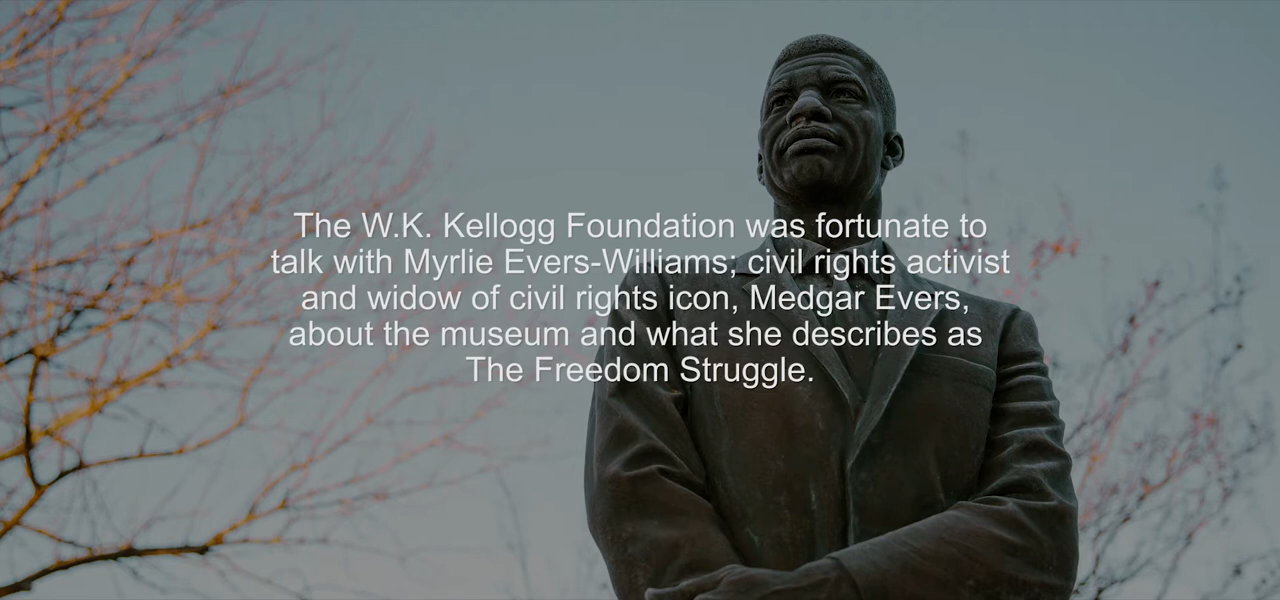 The W.K. Kellogg Foundation was fortunate to
talk with Myrlie Evers-Williams; civil rights activist
and widow of civil rights icon, Medgar Evers,
about the museum and what she describes as
The Freedom Struggle.